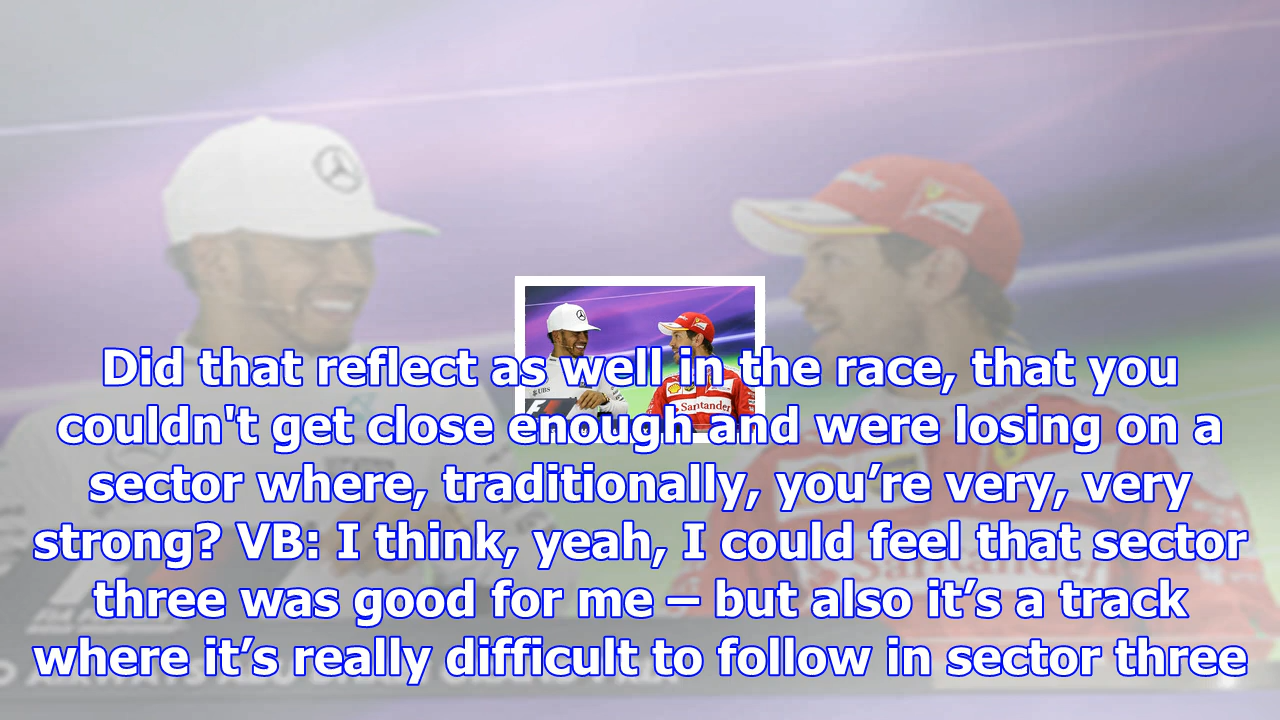 Did that reflect as well in the race, that you
couldn't get close enough and were losing on a
sector where, traditionally, you’re very, very
strong? VB: I think, yeah, I could feel that sector
three was good for me – but also it’s a track
where it’s really difficult to follow in sector three
Santander
UBS